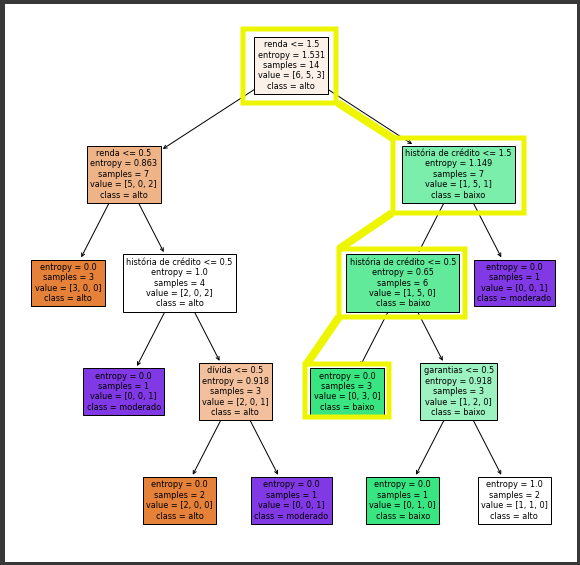 renda <= 1.5
entropy = 1.531
samples = 14
value = [6, 5, 3]
class = alto
renda <= 0.5
entropy = 0.863
samples = 7
value = [5, 0, 2]
class = alto
história de crédito <= 1.5
entropy = 1.149
samples = 7
value = [1, 5, 1]
class = baixo
entropy = 0.0
samples = 3
value = [3, 0, 0]
class = alto
história de crédito <= 0.5
entropy = 1.0
samples = 4
value = [2, 0, 2]
class = alto
história de crédito <= 0.5
entropy = 0.65
samples = 6
value = [1, 5, 0]
class = baixo
entropy = 0.0
samples = 1
value = [0, 0, 1]
class = moderado
entropy = 0.0
samples = 1
value = [0, 0, 1]
class = moderado
dívida <= 0.5
entropy = 0.918
samples = 3
value = [2, 0, 1]
class = alto
entropy = 0.0
samples = 3
value = [0, 3, 0]
class = baixo
garantias <= 0.5
entropy = 0.918
samples = 3
value = [1, 2, 0]
class = baixo
entropy = 0.0
samples = 2
value = [2, 0, 0]
class = alto
entropy = 0.0
samples = 1
value = [0, 0, 1]
class = moderado
entropy = 0.0
samples = 1
value = [0, 1, 0]
class = baixo
entropy = 1.0
samples = 2
value = [1, 1, 0]
class = alto